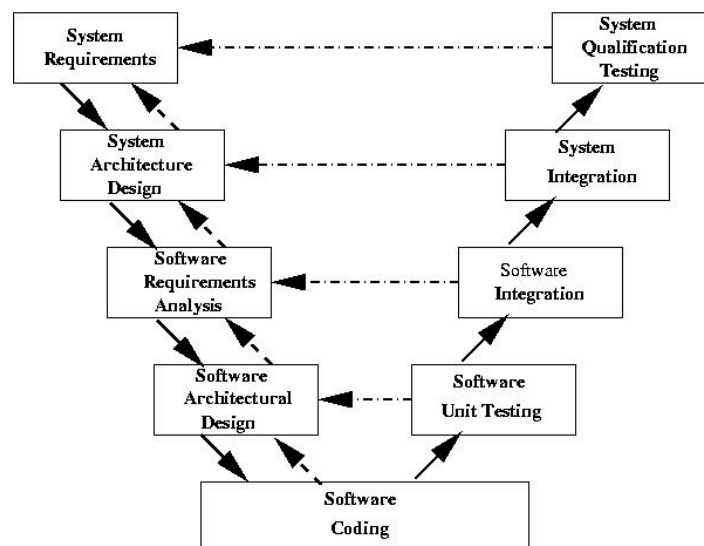 System
Requirements
System
Qualification
Testing
System
Architecture
Design
System
Integration
Software
Requirements
Analysis
Software
Integration
Software
Architectural
Design
Software
Unit Testing
Software
Coding